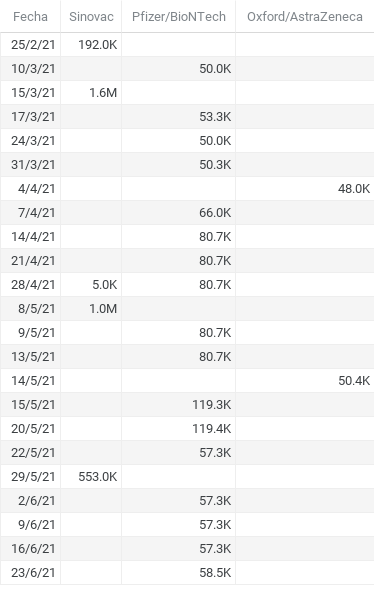 Fecha Sinovac Pfizer/BioNTech Oxford/AstraZeneca
25/2/21 192.0K
10/3/21 50.0K
15/3/21 1.6M
17/3/21 53.3K
24/3/21 50.0K
31/3/21 50.3K
4/4/21 48.0K
7/4/21 66.0K
14/4/21 80.7K
21/4/21 80.7K
28/4/21 5.0K 80.7K
8/5/21 1.0M
9/5/21 80.7K
13/5/21 80.7K
14/5/21 50.4K
15/5/21 119.3K
20/5/21 119.4K
22/5/21 57.3K
29/5/21 553.0K
2/6/21 57.3K
9/6/21 57.3K
16/6/21 57.3K
23/6/21 58.5K